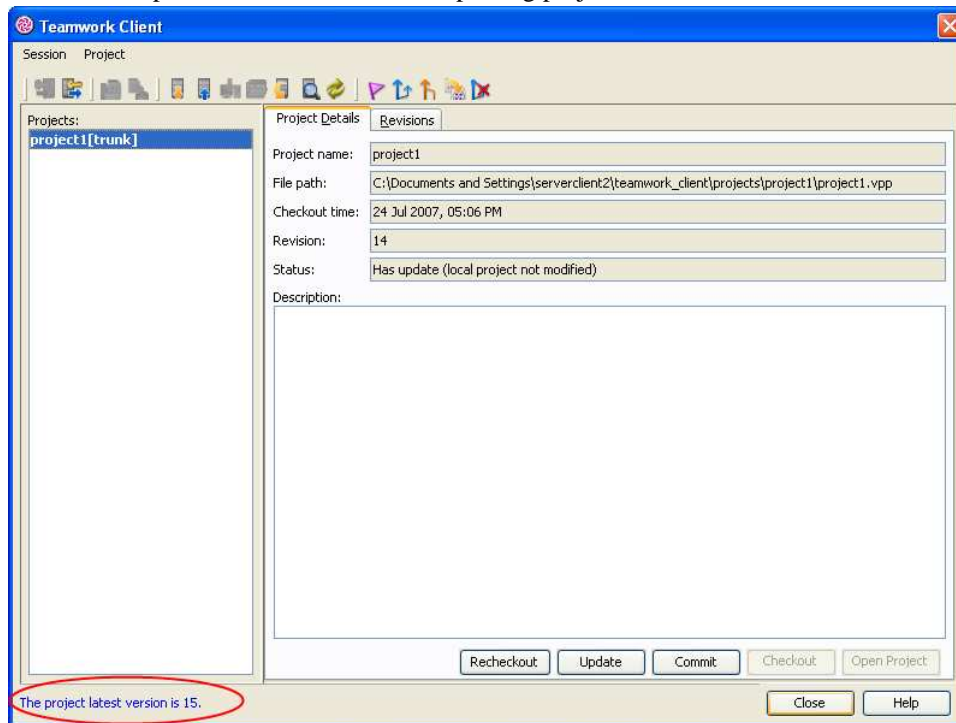 Teamwork Client
Session Project
Projects:
project1[trunk]
Project Details Revisions
Project name: project1
File path: C:\Documents and Settings\serverclient2\teamwork_client\projects\project1\project1.vpp
Checkout time: 24 Jul 2007, 05:06 PM
Revision: 14
Status: Has update (local project not modified)
Description:
Recheckout Update Commit Checkout Open Project
The project latest version is 15.
Close Help